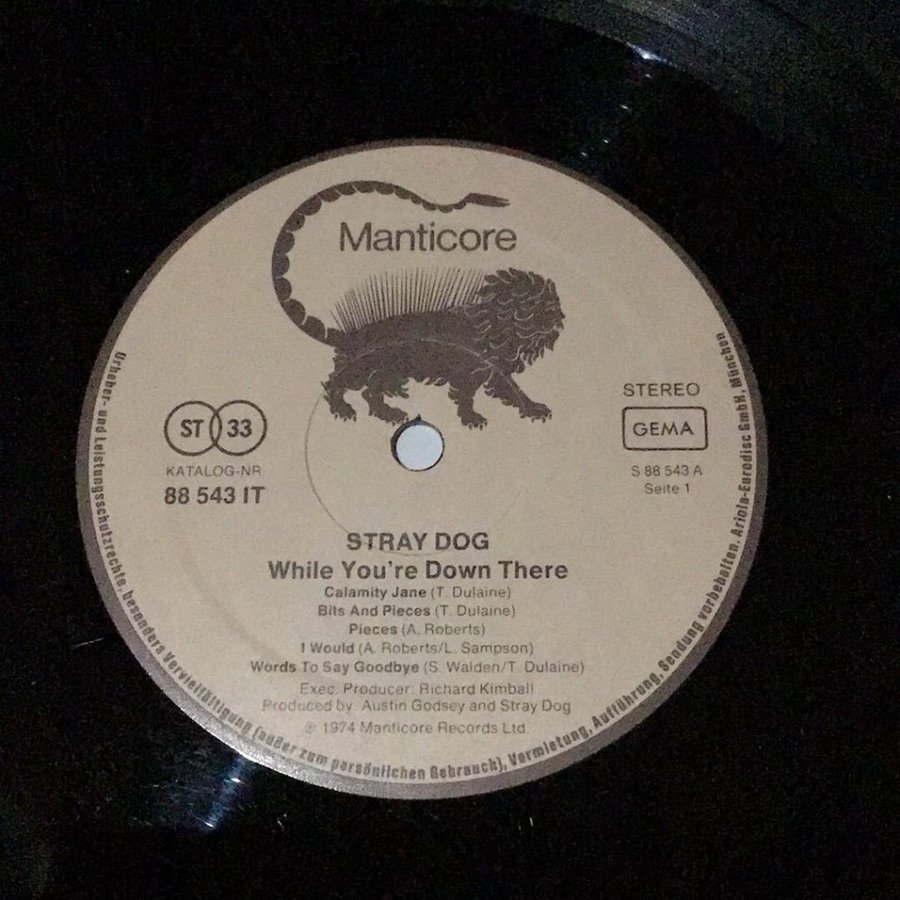 Manticore
STEREO
ST 33
GEMA
KATALOG-NR
88 543 IT
S 88 543 A
Seite 1
STRAY DOG
While You're Down There
Calamity Jane (T. Dulaine)
Bits And Pieces (T. Dulaine)
Pieces (A. Roberts)
I Would (A. Roberts/L. Sampson)
Words To Say Goodbye (S. Walden/T. Dulaine)
Exec. Producer: Richard Kimball
Produced by: Austin Godsey and Stray Dog
℗ 1974 Manticore Records Ltd.
Urheber- und Leistungsschutzrechte, besonders Vervielfältigung (außer zum persönlichen Gebrauch), Vermietung, Aufführung, Sendung vorbehalten. Ariola-Eurodisc GmbH, München